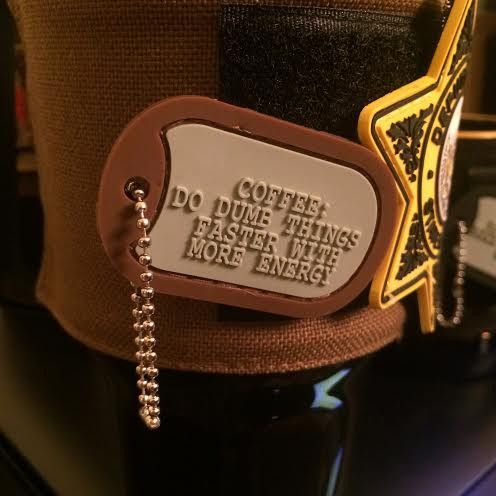 COFFEE:
DO DUMB THINGS
FASTER WITH
MORE ENERGY